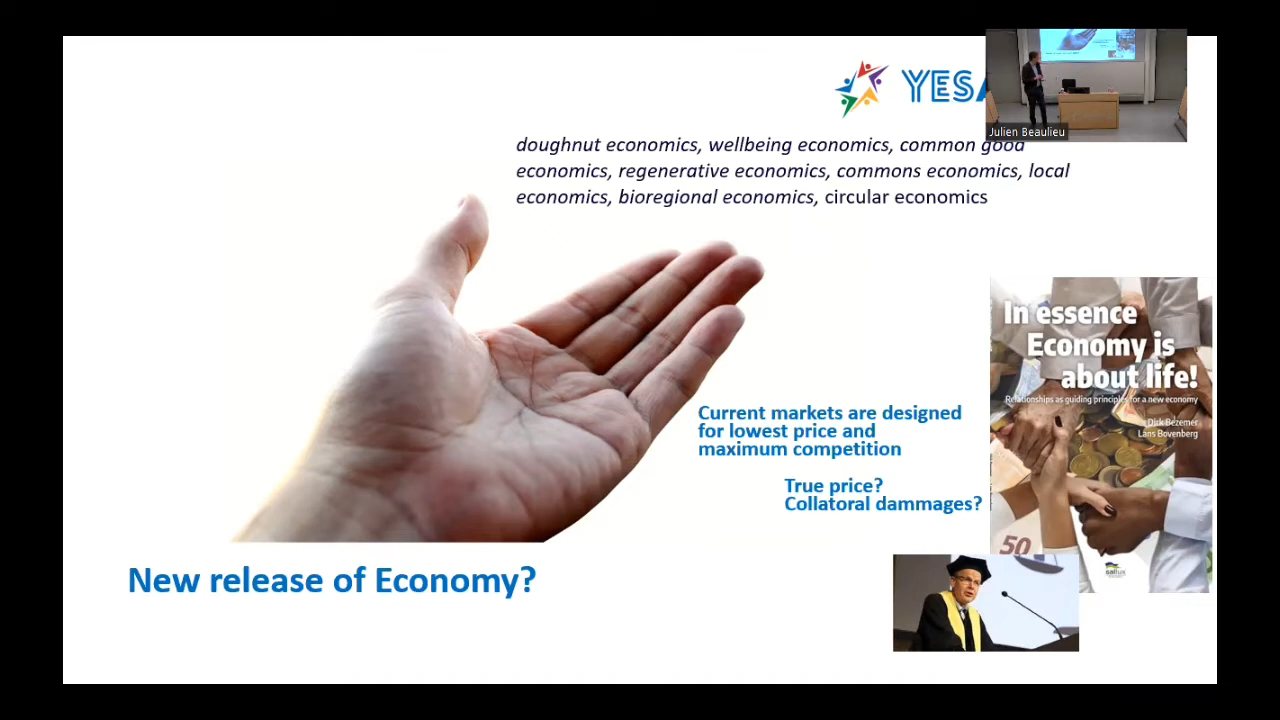 YESA
Julien Beaulieu
doughnut economics, wellbeing economics, common good
economics, regenerative economics, commons economics, local
economics, bioregional economics, circular economics
In essence
Economy is
about life!
Relationships as guiding principles for a new economy
Dirk Bezemer
Lans Bovenberg
Current markets are designed
for lowest price and
maximum competition
True price?
Collatoral dammages?
50
sallux
New release of Economy?